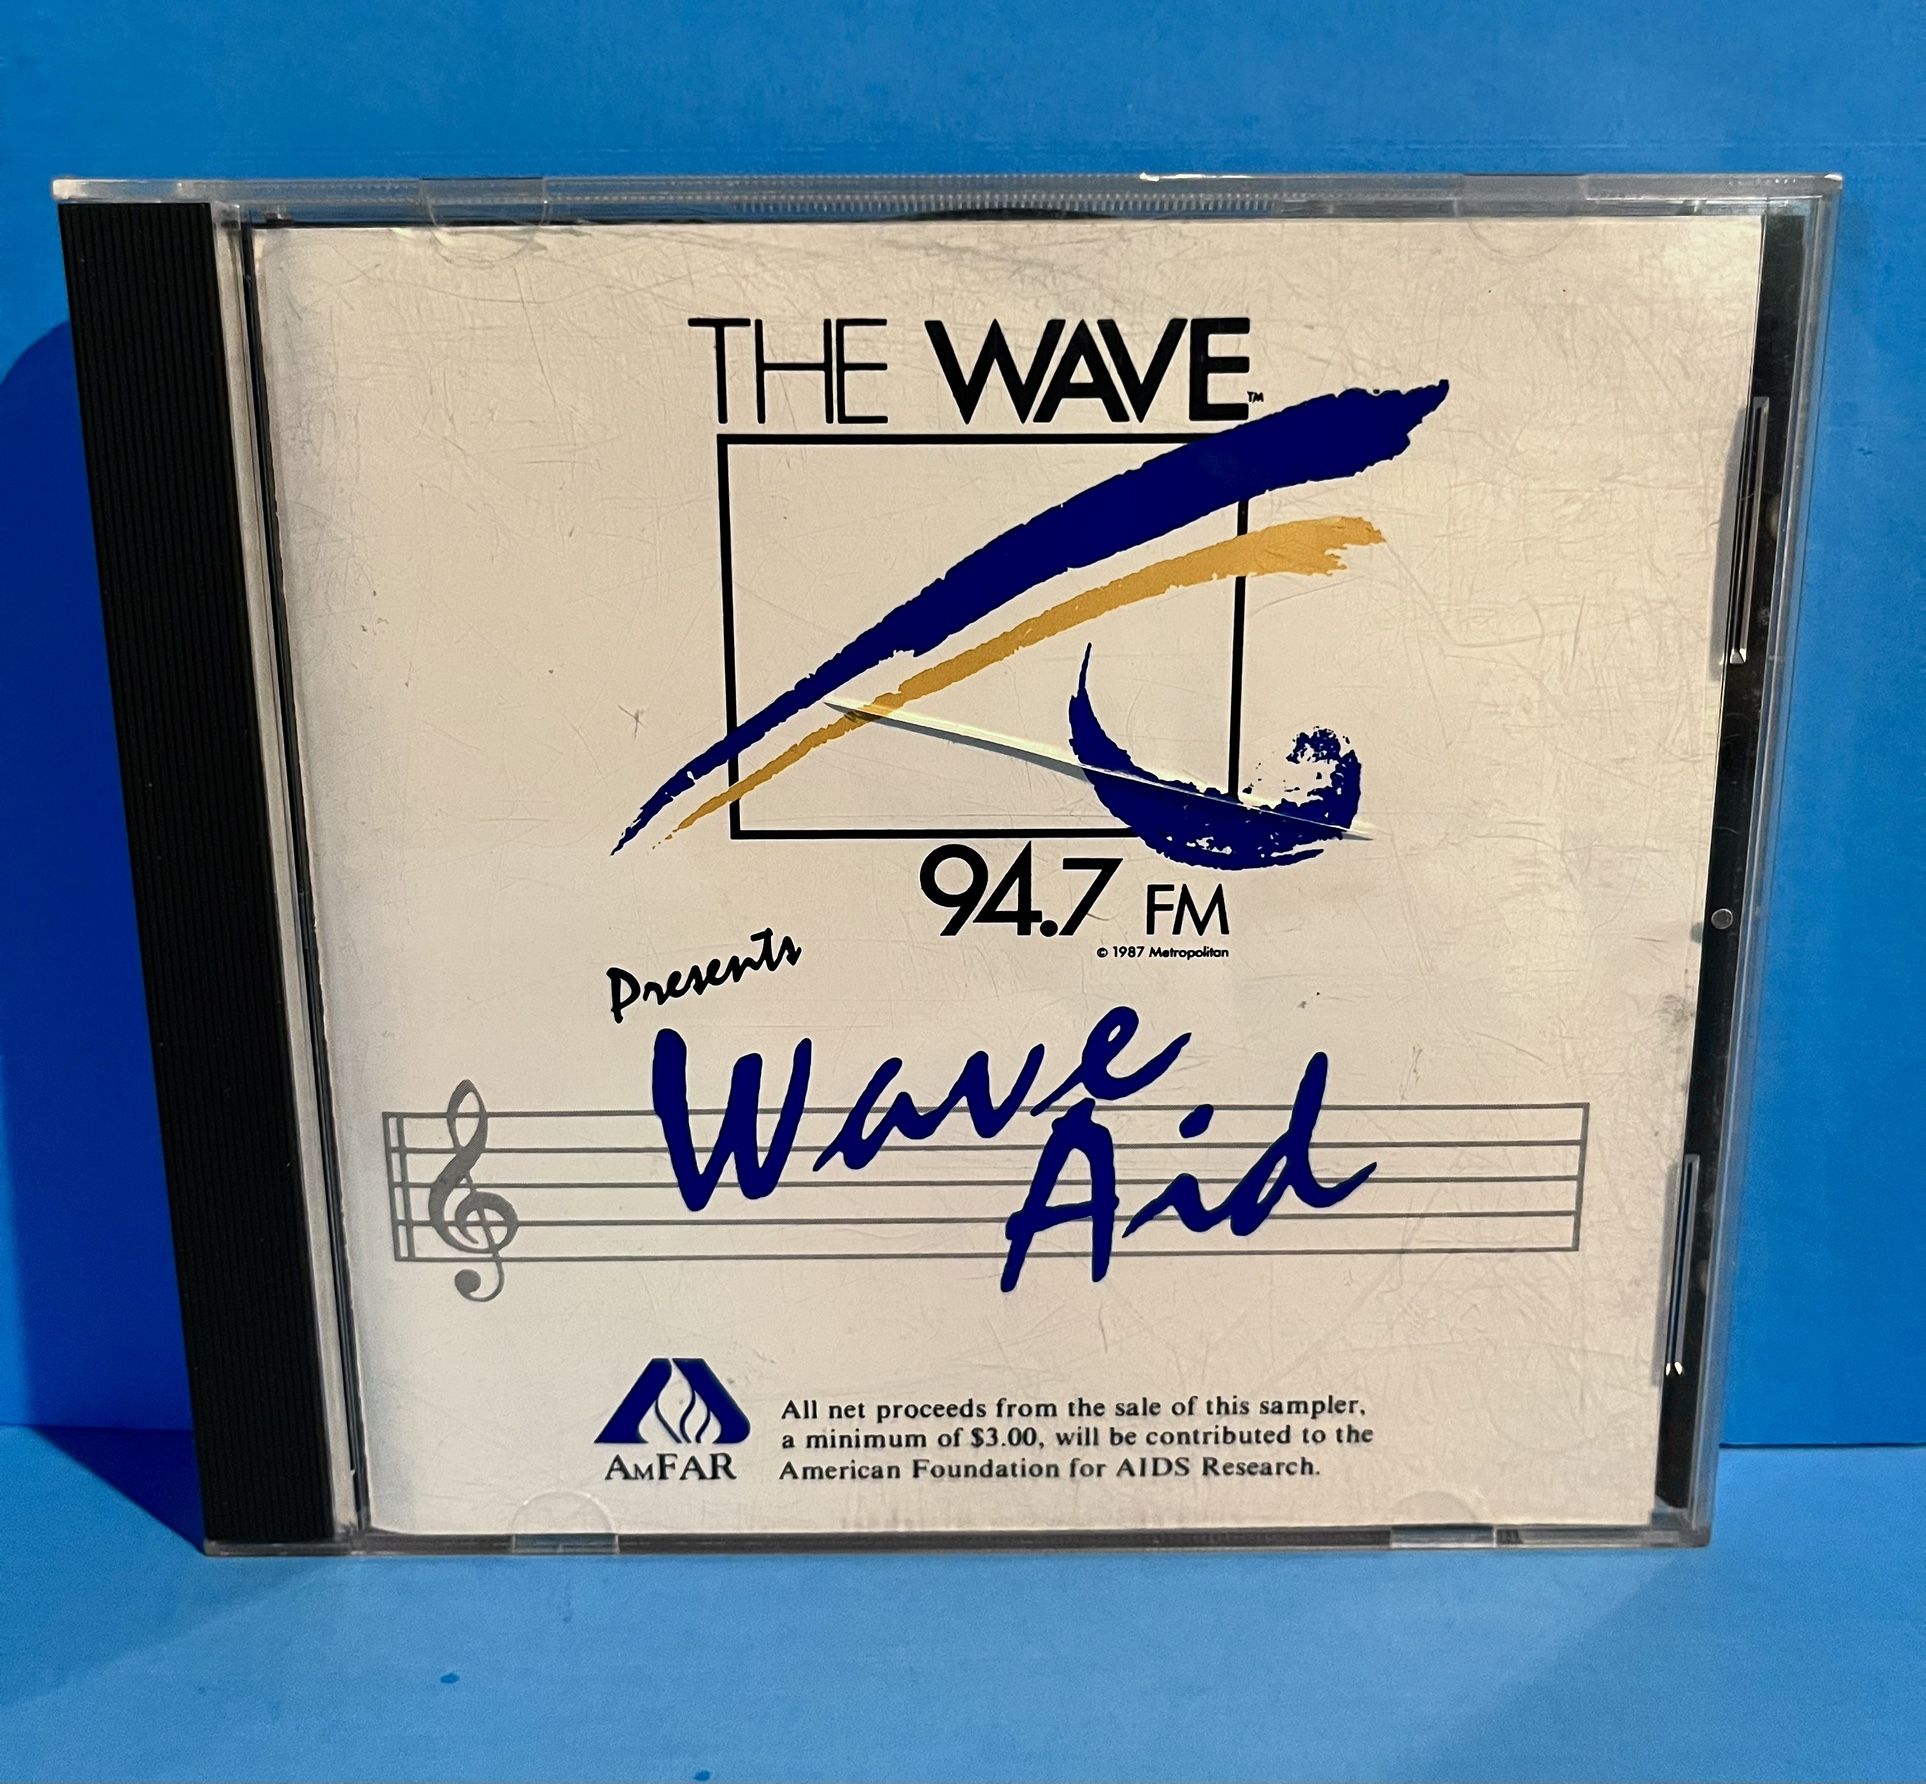 THE WAVE™
94.7 FM
© 1987 Metropolitan
Presents
Wave
Aid
AMFAR
All net proceeds from the sale of this sampler,
a minimum of $3.00, will be contributed to the
American Foundation for AIDS Research.